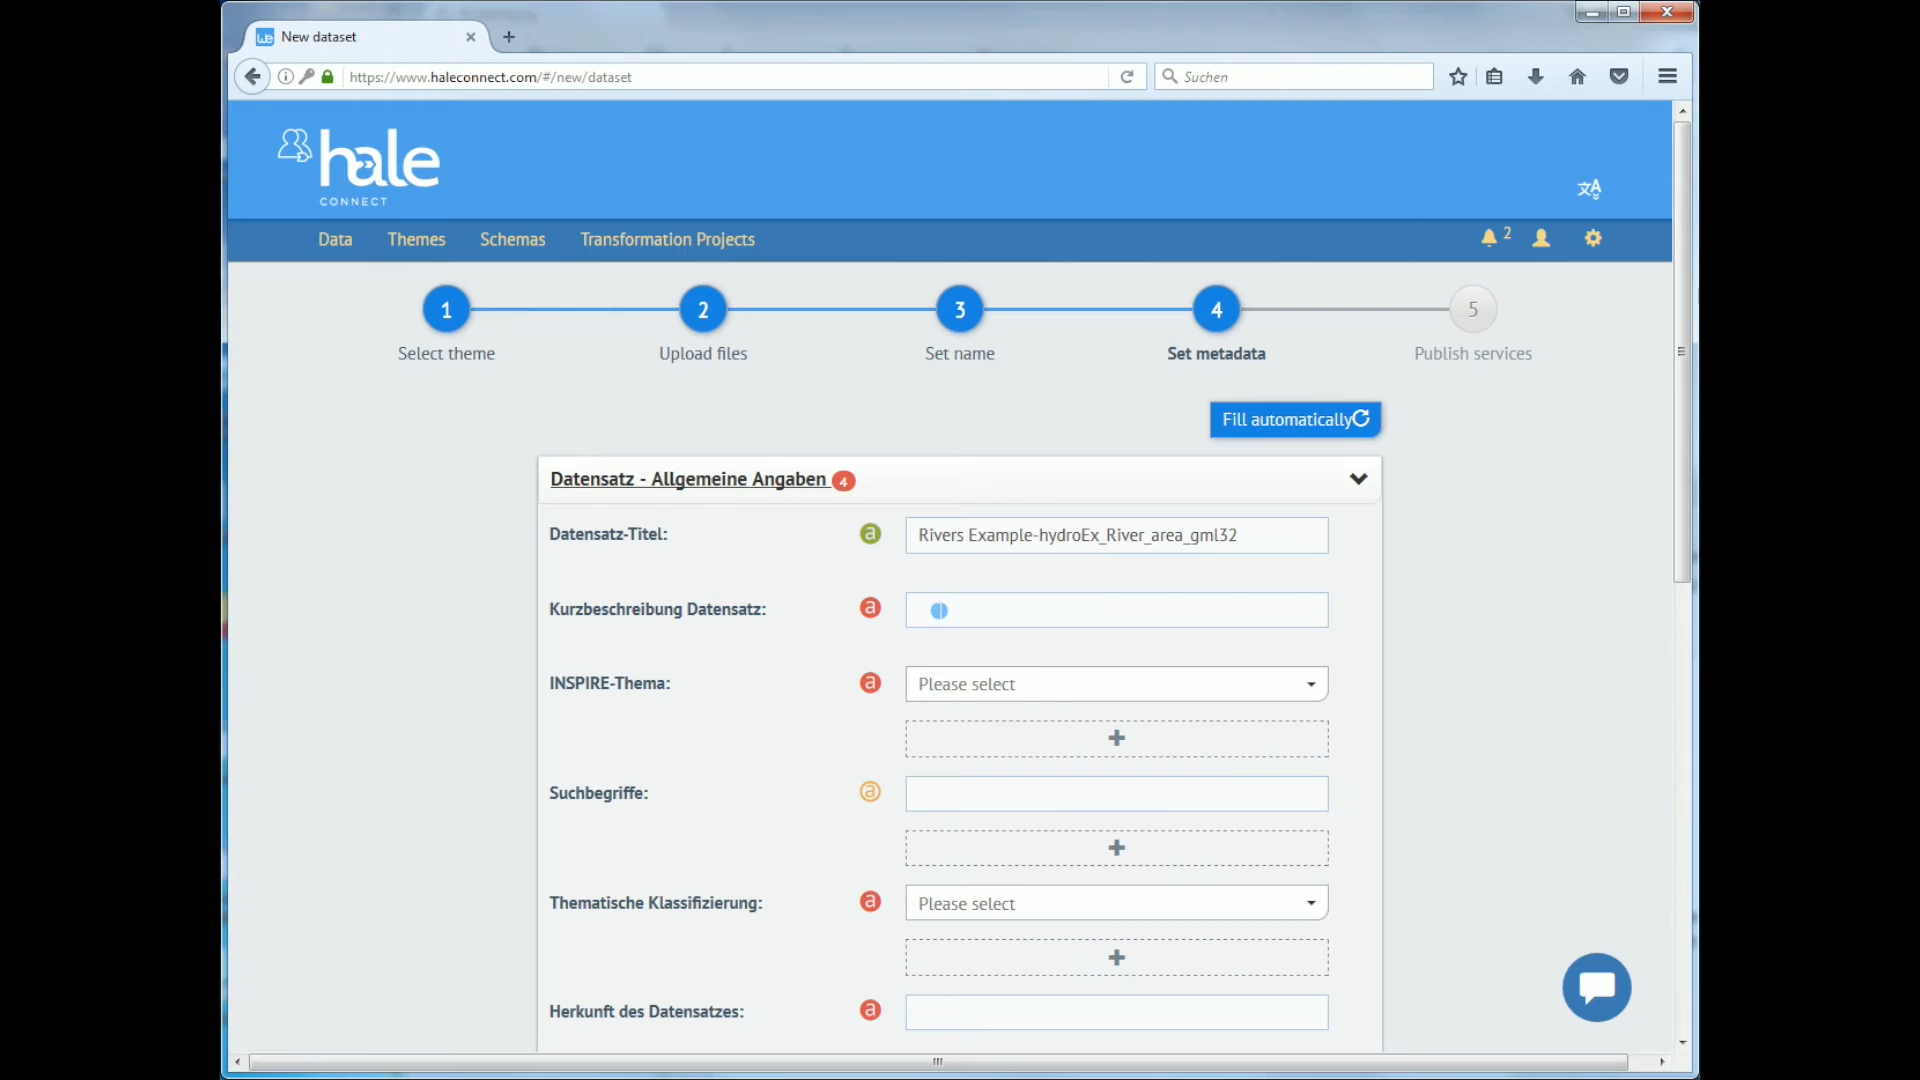 New dataset
https://www.haleconnect.com/#/new/dataset
Suchen
hale
CONNECT
Data Themes Schemas Transformation Projects
2
1 2 3 4 5
Select theme Upload files Set name Set metadata Publish services
Fill automatically
Datensatz - Allgemeine Angaben 4
Datensatz-Titel: a Rivers Example-hydroEx_River_area_gml32
Kurzbeschreibung Datensatz: a
INSPIRE-Thema: a Please select
+
Suchbegriffe: a
+
Thematische Klassifizierung: a Please select
+
Herkunft des Datensatzes: a